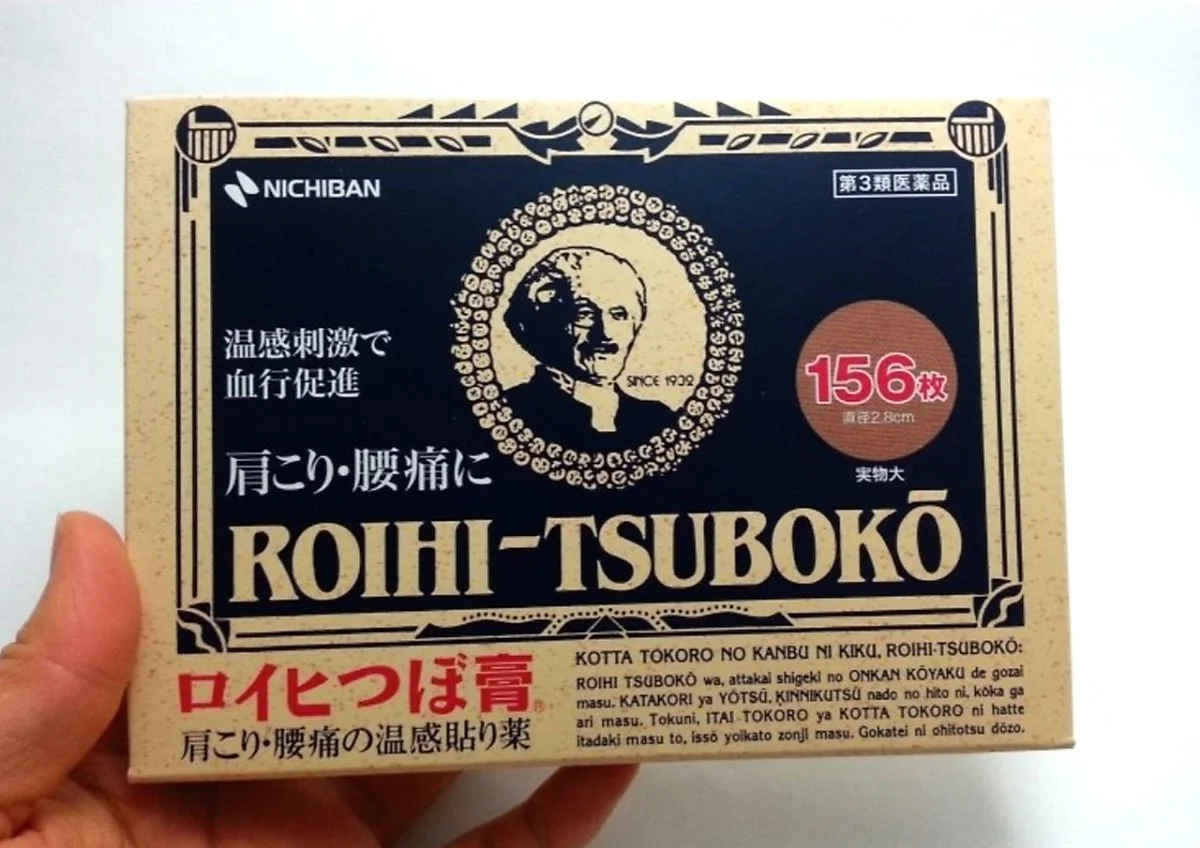 NICHIBAN
第3類医薬品
温感刺激で
血行促進
SINCE 1932
156枚
直径2.8cm
実物大
肩こり・腰痛に
ROIHI-TSUBOKŌ
ロイヒつぼ膏®
肩こり・腰痛の温感貼り薬
KOTTA TOKORO NO KANBU NI KIKU, ROIHI-TSUBOKŌ:
ROIHI TSUBOKŌ wa, attakai shigeki no ONKAN KŌYAKU de gozai
masu. KATAKORI ya YŌTSŪ, KINNIKUTSŪ nado no hito ni, kōka ga
ari masu. Tokuni, ITAI TOKORO ya KOTTA TOKORO ni hatte
itadaki masu to, issō yoikato zonji masu. Gokatei ni ohitotsu dōzo.